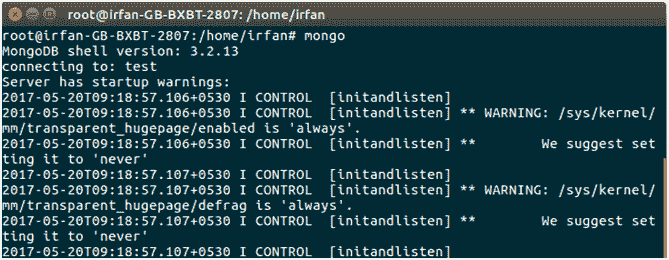 root@irfan-GB-BXBT-2807: /home/irfan
root@irfan-GB-BXBT-2807:/home/irfan# mongo
MongoDB shell version: 3.2.13
connecting to: test
Server has startup warnings:
2017-05-20T09:18:57.106+0530 I CONTROL  [initandlisten]
2017-05-20T09:18:57.106+0530 I CONTROL  [initandlisten] ** WARNING: /sys/kernel/
mm/transparent_hugepage/enabled is 'always'.
2017-05-20T09:18:57.106+0530 I CONTROL  [initandlisten] **        We suggest set
ting it to 'never'
2017-05-20T09:18:57.107+0530 I CONTROL  [initandlisten]
2017-05-20T09:18:57.107+0530 I CONTROL  [initandlisten] ** WARNING: /sys/kernel/
mm/transparent_hugepage/defrag is 'always'.
2017-05-20T09:18:57.107+0530 I CONTROL  [initandlisten] **        We suggest set
ting it to 'never'
2017-05-20T09:18:57.107+0530 I CONTROL  [initandlisten]